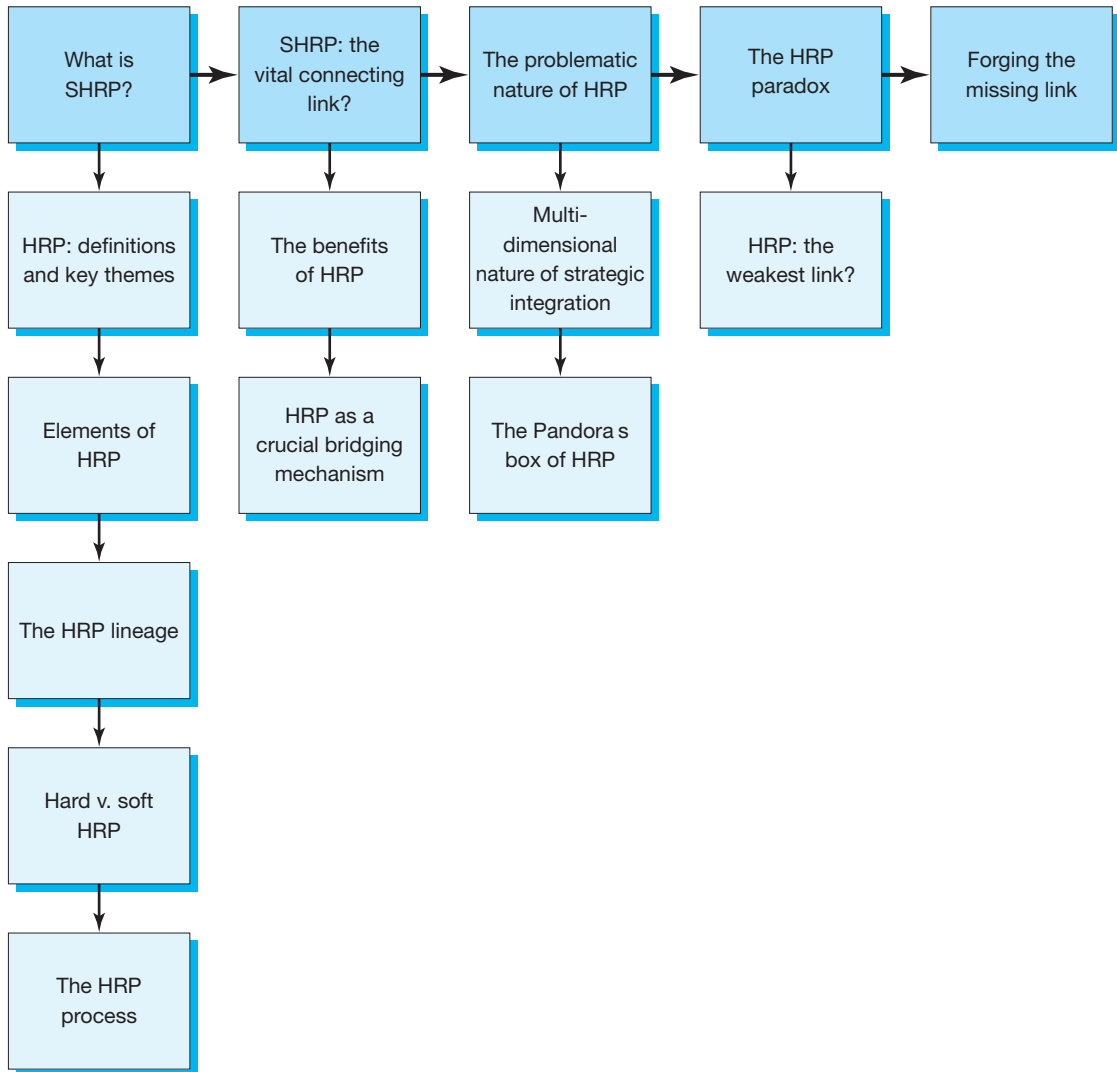 What is
SHRP?
SHRP: the
vital connecting
link?
The problematic
nature of HRP
The HRP
paradox
Forging the
missing link
HRP: definitions
and key themes
The benefits
of HRP
Multi-
dimensional
nature of strategic
integration
HRP: the
weakest link?
Elements of
HRP
HRP as a
crucial bridging
mechanism
The Pandora s
box of HRP
The HRP lineage
Hard v. soft
HRP
The HRP
process